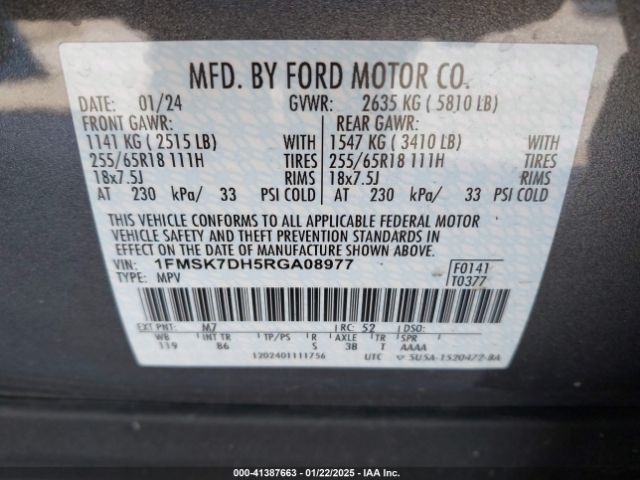 MFD. BY FORD MOTOR CO.
DATE: 01/24 GVWR: 2635 KG ( 5810 LB)
FRONT GAWR: REAR GAWR:
1141 KG ( 2515 LB) WITH 1547 KG ( 3410 LB) WITH
255/65R18 111H TIRES 255/65R18 111H TIRES
18x7.5J RIMS 18x7.5J RIMS
AT 230 kPa/ 33 PSI COLD AT 230 kPa/ 33 PSI COLD
THIS VEHICLE CONFORMS TO ALL APPLICABLE FEDERAL MOTOR
VEHICLE SAFETY AND THEFT PREVENTION STANDARDS IN
EFFECT ON THE DATE OF MANUFACTURE SHOWN ABOVE.
VIN: 1FMSK7DH5RGA08977 F0141
TYPE: MPV T0377
EXT PNT: M7 RC: 52 DSO:
WB INT TR TP/PS R AXLE TR SPR
119 86 S 3B T AAAA
1202401111756 UTC 5U5A-1520472-BA
000-41387663 - 01/22/2025 - IAAI.COM